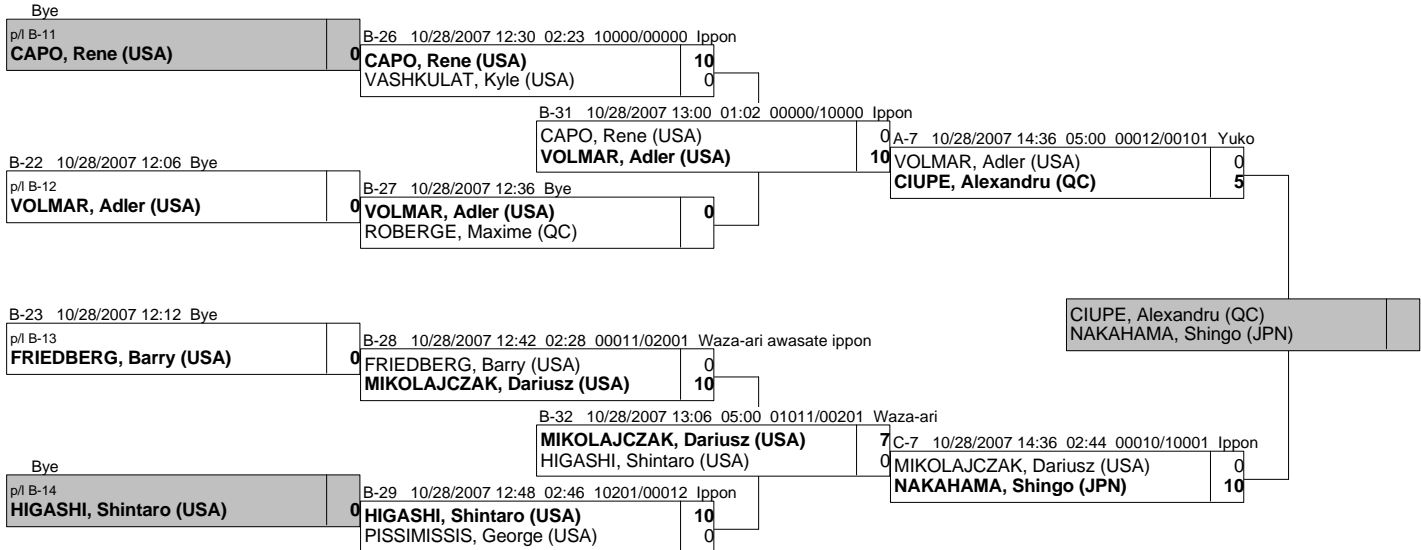 Bye
p/l B-11
CAPO, Rene (USA) 0
B-26 10/28/2007 12:30 02:23 10000/00000 Ippon
CAPO, Rene (USA) 10
VASHKULAT, Kyle (USA) 0
B-31 10/28/2007 13:00 01:02 00000/10000 Ippon
CAPO, Rene (USA) 0
VOLMAR, Adler (USA) 10
A-7 10/28/2007 14:36 05:00 00012/00101 Yuko
VOLMAR, Adler (USA) 0
CIUPE, Alexandru (QC) 5
B-22 10/28/2007 12:06 Bye
p/l B-12
VOLMAR, Adler (USA) 0
B-27 10/28/2007 12:36 Bye
VOLMAR, Adler (USA) 0
ROBERGE, Maxime (QC)
CIUPE, Alexandru (QC)
NAKAHAMA, Shingo (JPN)
B-23 10/28/2007 12:12 Bye
p/l B-13
FRIEDBERG, Barry (USA) 0
B-28 10/28/2007 12:42 02:28 00011/02001 Waza-ari awasate ippon
FRIEDBERG, Barry (USA) 0
MIKOLAJCZAK, Dariusz (USA) 10
B-32 10/28/2007 13:06 05:00 01011/00201 Waza-ari
MIKOLAJCZAK, Dariusz (USA) 7
HIGASHI, Shintaro (USA) 0
C-7 10/28/2007 14:36 02:44 00010/10001 Ippon
MIKOLAJCZAK, Dariusz (USA) 0
NAKAHAMA, Shingo (JPN) 10
Bye
p/l B-14
HIGASHI, Shintaro (USA) 0
B-29 10/28/2007 12:48 02:46 10201/00012 Ippon
HIGASHI, Shintaro (USA) 10
PISSIMISSIS, George (USA) 0